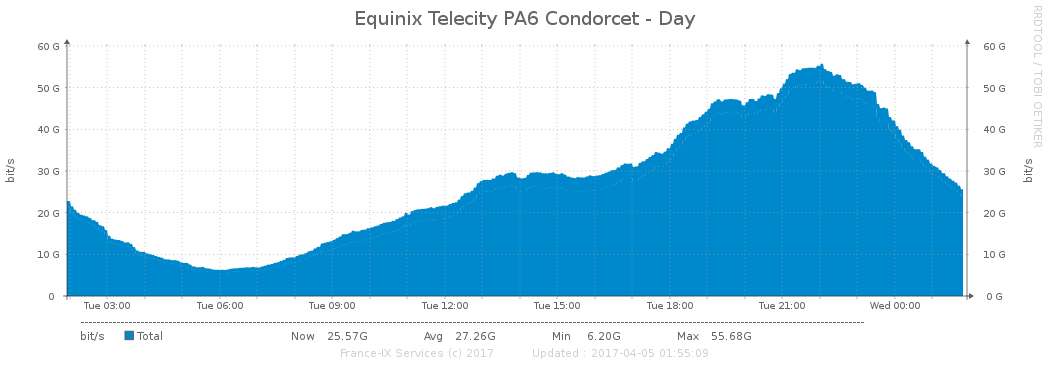 Equinix Telecity PA6 Condorcet - Day
RRDTOOL / TOBI OETIKER
60 G 60 G
50 G 50 G
40 G 40 G
30 G 30 G
20 G 20 G
10 G 10 G
0 0 G
bit/s
bit/s
Tue 03:00 Tue 06:00 Tue 09:00 Tue 12:00 Tue 15:00 Tue 18:00 Tue 21:00 Wed 00:00
bit/s Total Now 25.57G Avg 27.26G Min 6.20G Max 55.68G
France-IX Services (c) 2017 Updated : 2017-04-05 01:55:09